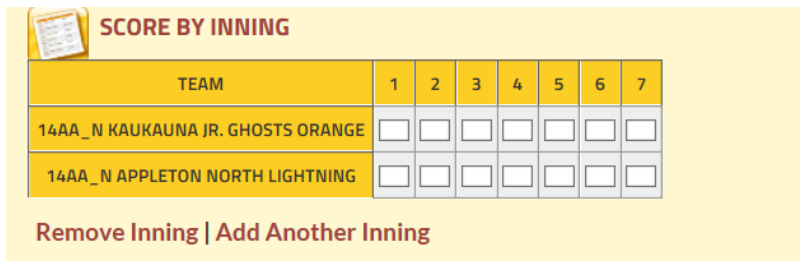 SCORE BY INNING
TEAM 1 2 3 4 5 6 7
14AA_N KAUKAUNA JR. GHOSTS ORANGE
14AA_N APPLETON NORTH LIGHTNING
Remove Inning | Add Another Inning